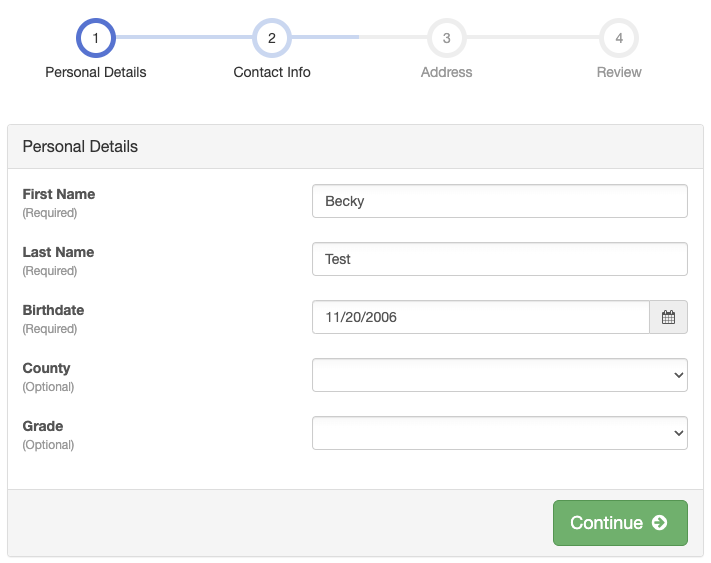 1 2 3 4
Personal Details Contact Info Address Review
Personal Details
First Name
(Required)
Becky
Last Name
(Required)
Test
Birthdate
(Required)
11/20/2006
County
(Optional)
Grade
(Optional)
Continue